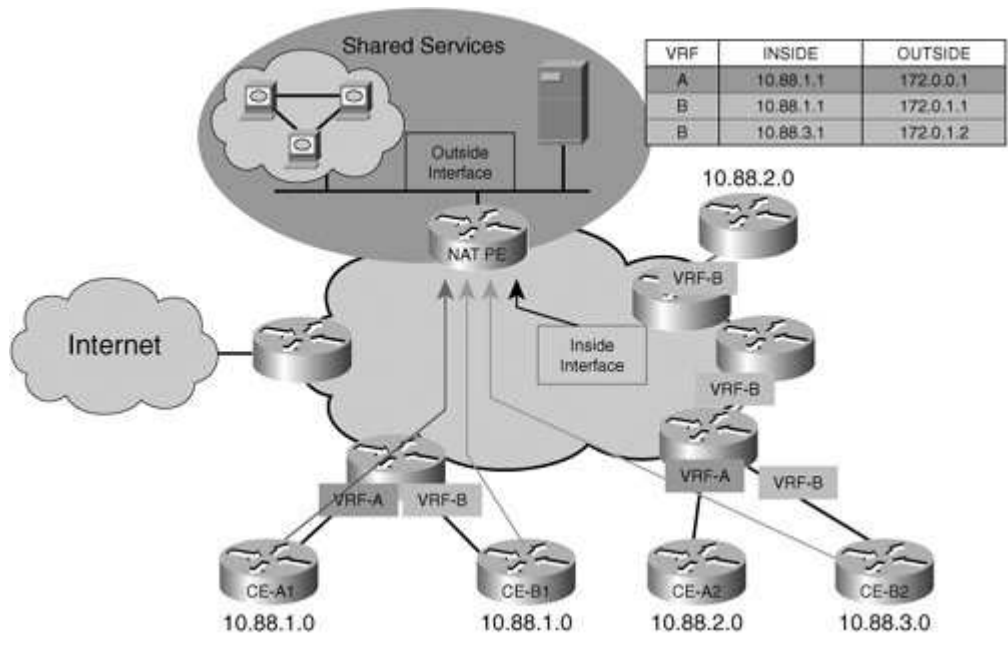 Shared Services
VRF INSIDE OUTSIDE
A 10.88.1.1 172.0.0.1
B 10.88.1.1 172.0.1.1
B 10.88.3.1 172.0.1.2
Outside
Interface
10.88.2.0
NAT PE
VRF-B
Internet
Inside
Interface
VRF-B
VRF-A
VRF-B
VRF-A
VRF-B
CE-A1
CE-B1
CE-A2
CE-B2
10.88.1.0
10.88.1.0
10.88.2.0
10.88.3.0